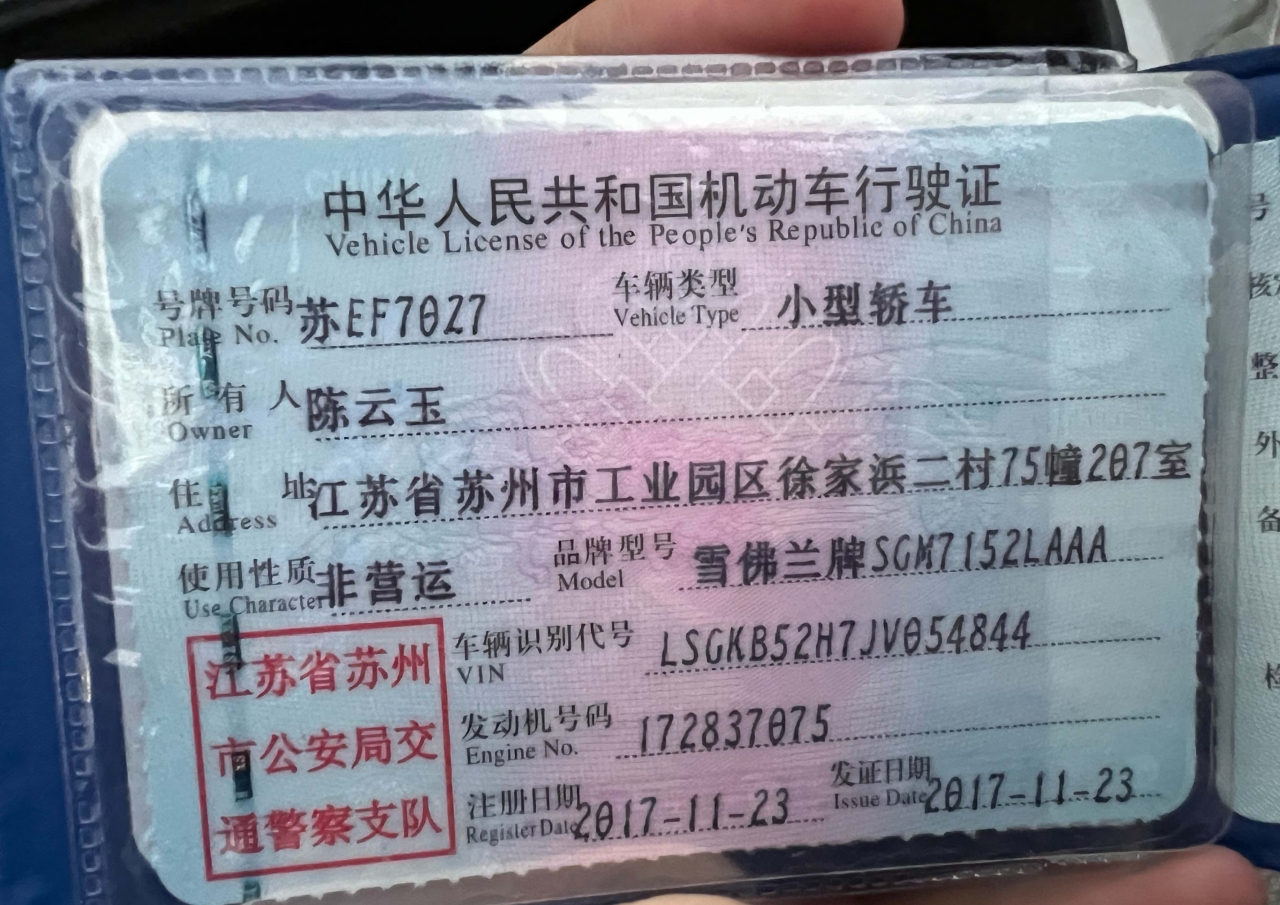 中华人民共和国机动车行驶证
Vehicle License of the People's Republic of China
号牌号码 苏EF7027 车辆类型 小型轿车
Plate No. Vehicle Type
所有人 陈云玉
Owner
住址 江苏省苏州市工业园区徐家浜二村75幢207室
Address
使用性质 非营运 品牌型号 雪佛兰牌SGM7152LAAA
Use Character Model
江苏省苏州
市公安局交
通警察支队
车辆识别代号 LSGKB52H7JV054844
VIN
发动机号码 172837075
Engine No.
注册日期 2017-11-23 发证日期 2017-11-23
Register Date Issue Date
号
核
整
外
备
检